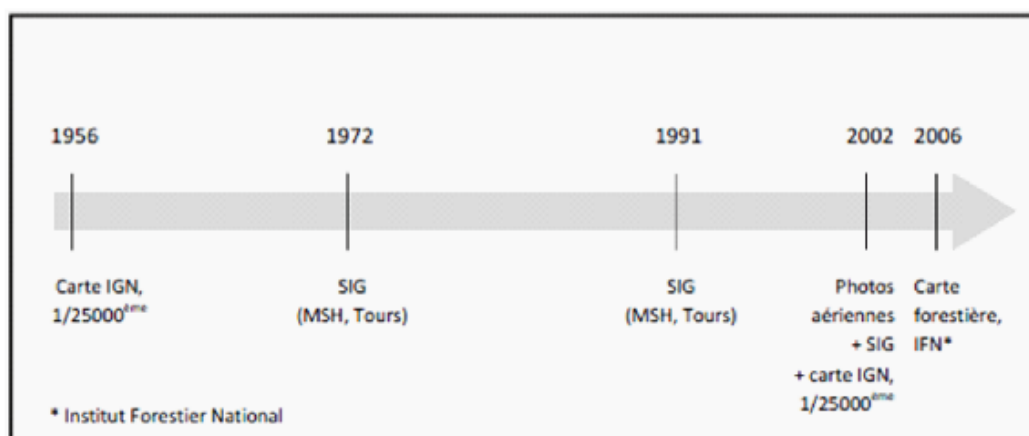 1956
1972
1991
2002 2006
Carte IGN,
1/25000ème
SIG
(MSH, Tours)
SIG
(MSH, Tours)
Photos
aériennes
+ SIG
+ carte IGN,
1/25000ème
Carte
forestière,
IFN*
* Institut Forestier National